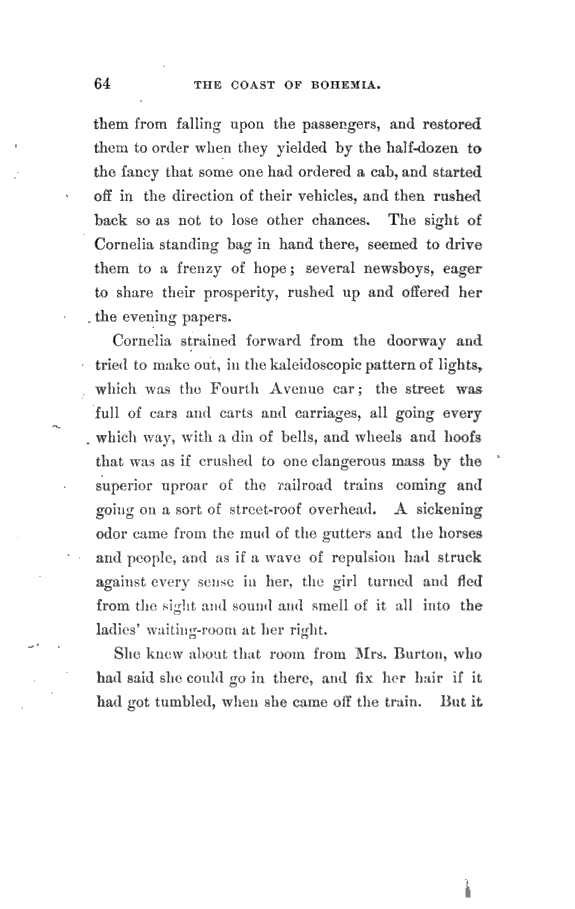 64 THE COAST OF BOHEMIA.
them from falling upon the passengers, and restored
them to order when they yielded by the half-dozen to
the fancy that some one had ordered a cab, and started
off in the direction of their vehicles, and then rushed
back so as not to lose other chances. The sight of
Cornelia standing bag in hand there, seemed to drive
them to a frenzy of hope; several newsboys, eager
to share their prosperity, rushed up and offered her
the evening papers.
Cornelia strained forward from the doorway and
tried to make out, in the kaleidoscopic pattern of lights,
which was the Fourth Avenue car; the street was
full of cars and carts and carriages, all going every
which way, with a din of bells, and wheels and hoofs
that was as if crushed to one clangerous mass by the
superior uproar of the railroad trains coming and
going on a sort of street-roof overhead. A sickening
odor came from the mud of the gutters and the horses
and people, and as if a wave of repulsion had struck
against every sense in her, the girl turned and fled
from the sight and sound and smell of it all into the
ladies' waiting-room at her right.
She knew about that room from Mrs. Burton, who
had said she could go in there, and fix her hair if it
had got tumbled, when she came off the train. But it